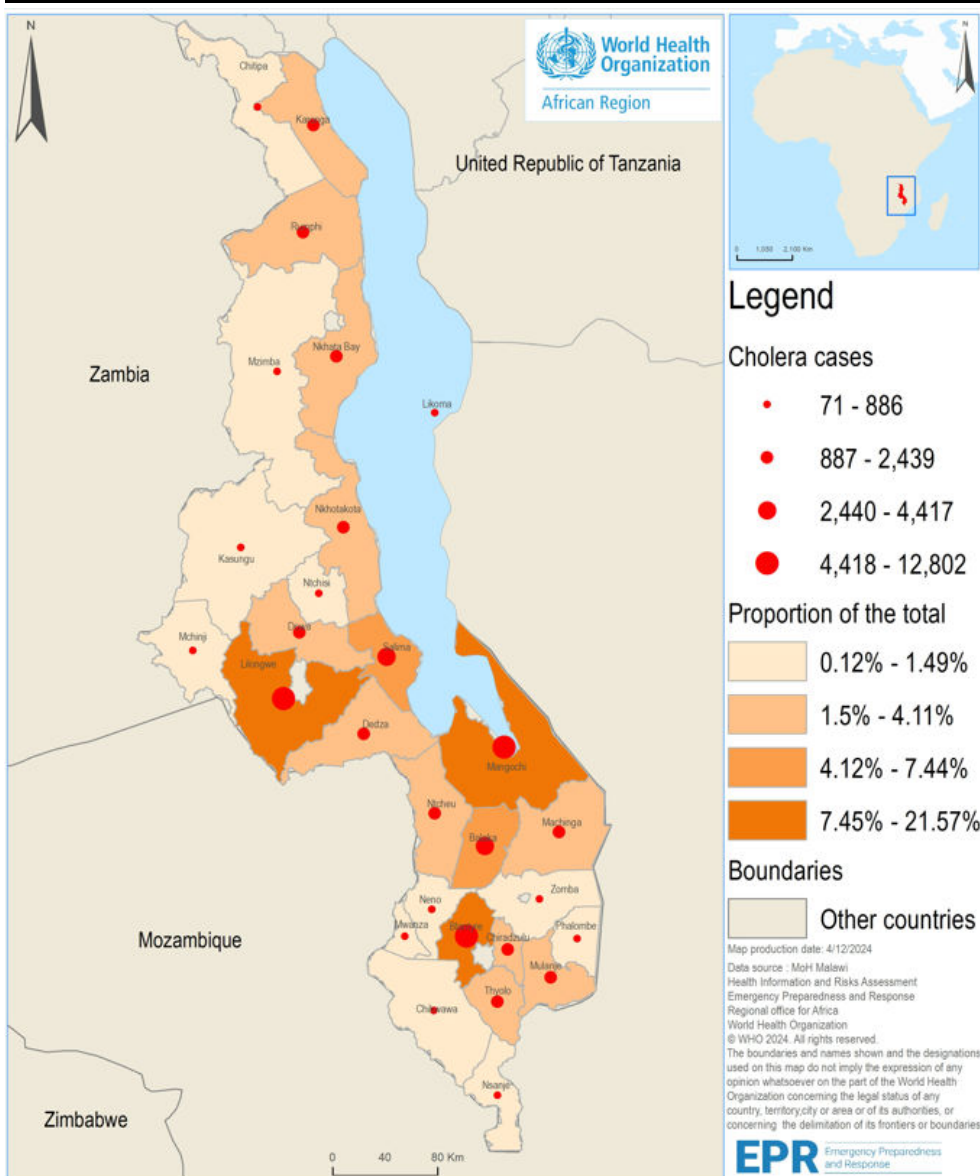 N
World Health
Organization
African Region
N
Chitipa
Karonga
United Republic of Tanzania
Rumphi
0 1,050 2,100 Km
Legend
Cholera cases
Nkhata Bay
Mzimba
Zambia
71 - 886
Likoma
887 - 2,439
2,440 - 4,417
Nkhotakota
Kasungu
4,418 - 12,802
Ntchisi
Proportion of the total
Dowa
Mchinji
Salima
Lilongwe
0.12% - 1.49%
1.5% - 4.11%
Dedza
4.12% - 7.44%
Mangochi
Ntcheu
7.45% - 21.57%
Machinga
Balaka
Boundaries
Zomba
Neno
Other countries
Mwanza
Blantyre
Phalombe
Mozambique
Chiradzulu
Mulanje
Thyolo
Chikwawa
Map production date: 4/12/2024
Data source : MoH Malawi
Health Information and Risks Assessment
Emergency Preparedness and Response
Regional office for Africa
World Health Organization
© WHO 2024. All rights reserved.
The boundaries and names shown and the designations
used on this map do not imply the expression of any
opinion whatsoever on the part of the World Health
Organization concerning the legal status of any
country, territory,city or area or of its authorities, or
concerning the delimitation of its frontiers or boundaries
Nsanje
Zimbabwe
0 40 80 Km
EPR Emergency Preparedness
and Response